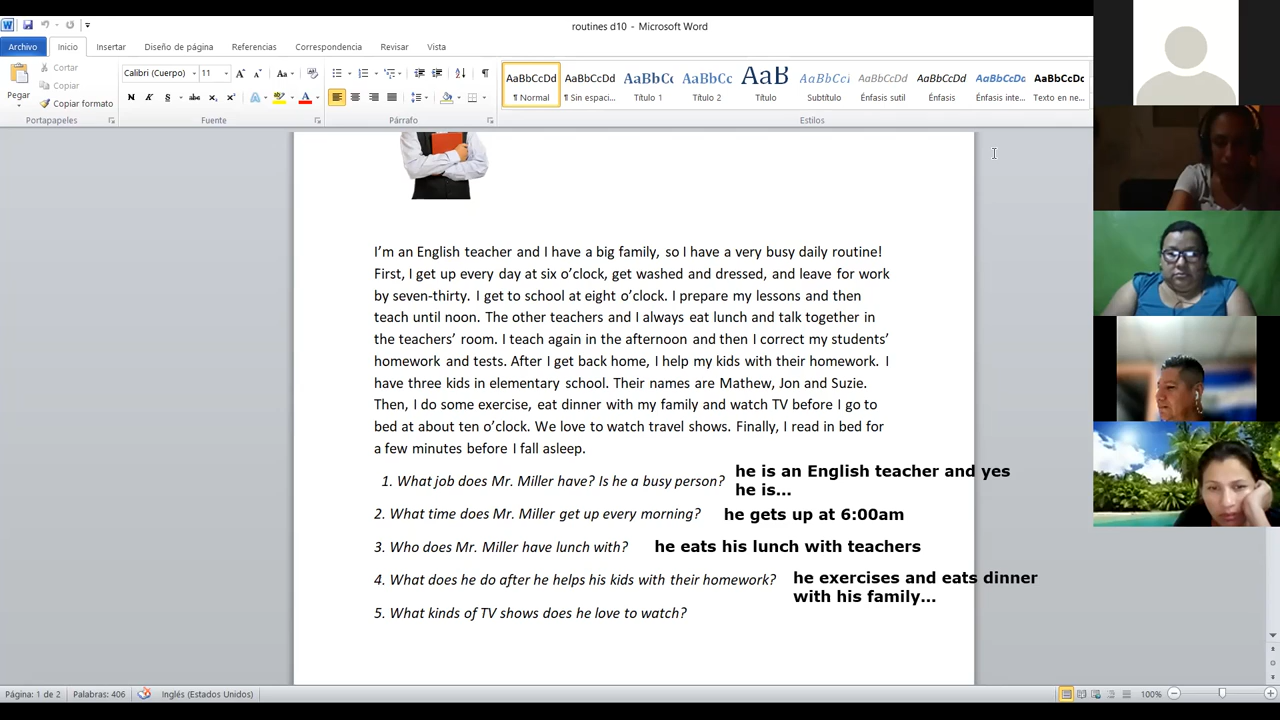 routines d10 - Microsoft Word
Archivo Inicio Insertar Diseño de página Referencias Correspondencia Revisar Vista
Pegar
Cortar
Copiar
Copiar formato
Portapapeles
Calibri (Cuerpo) 11
Fuente
Párrafo
AaBbCcDd AaBbCcDd AaBbCc AaBbCc AaB AaBbCcI AaBbCcDd AaBbCcDd AaBbCcDd AaBbCcDc
¶ Normal ¶ Sin espaci... Título 1 Título 2 Título Subtítulo Énfasis sutil Énfasis Énfasis inte... Texto en ne...
Estilos
I’m an English teacher and I have a big family, so I have a very busy daily routine!
First, I get up every day at six o’clock, get washed and dressed, and leave for work
by seven-thirty. I get to school at eight o’clock. I prepare my lessons and then
teach until noon. The other teachers and I always eat lunch and talk together in
the teachers’ room. I teach again in the afternoon and then I correct my students’
homework and tests. After I get back home, I help my kids with their homework. I
have three kids in elementary school. Their names are Mathew, Jon and Suzie.
Then, I do some exercise, eat dinner with my family and watch TV before I go to
bed at about ten o’clock. We love to watch travel shows. Finally, I read in bed for
a few minutes before I fall asleep.
1. What job does Mr. Miller have? Is he a busy person?
he is an English teacher and yes
he is...
2. What time does Mr. Miller get up every morning?
he gets up at 6:00am
3. Who does Mr. Miller have lunch with?
he eats his lunch with teachers
4. What does he do after he helps his kids with their homework?
he exercises and eats dinner
with his family...
5. What kinds of TV shows does he love to watch?
Página: 1 de 2 Palabras: 406 Inglés (Estados Unidos) 100%